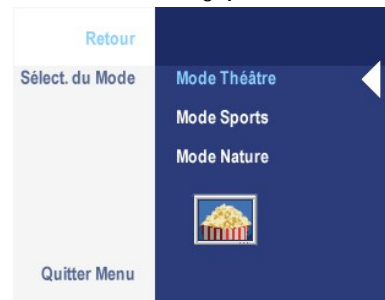 Retour
Sélect. du Mode
Mode Théâtre
Mode Sports
Mode Nature
Quitter Menu